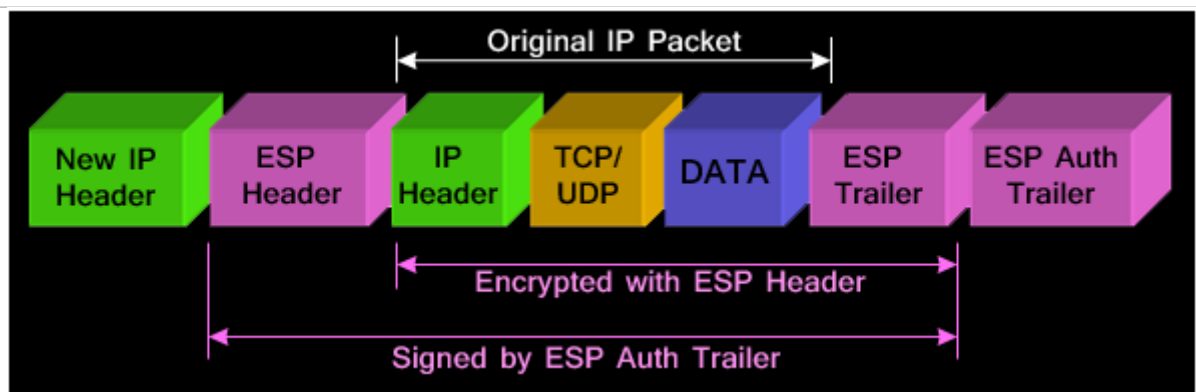 Original IP Packet
New IP
Header
ESP
Header
IP
Header
TCP/
UDP
DATA
ESP
Trailer
ESP Auth
Trailer
Encrypted with ESP Header
Signed by ESP Auth Trailer